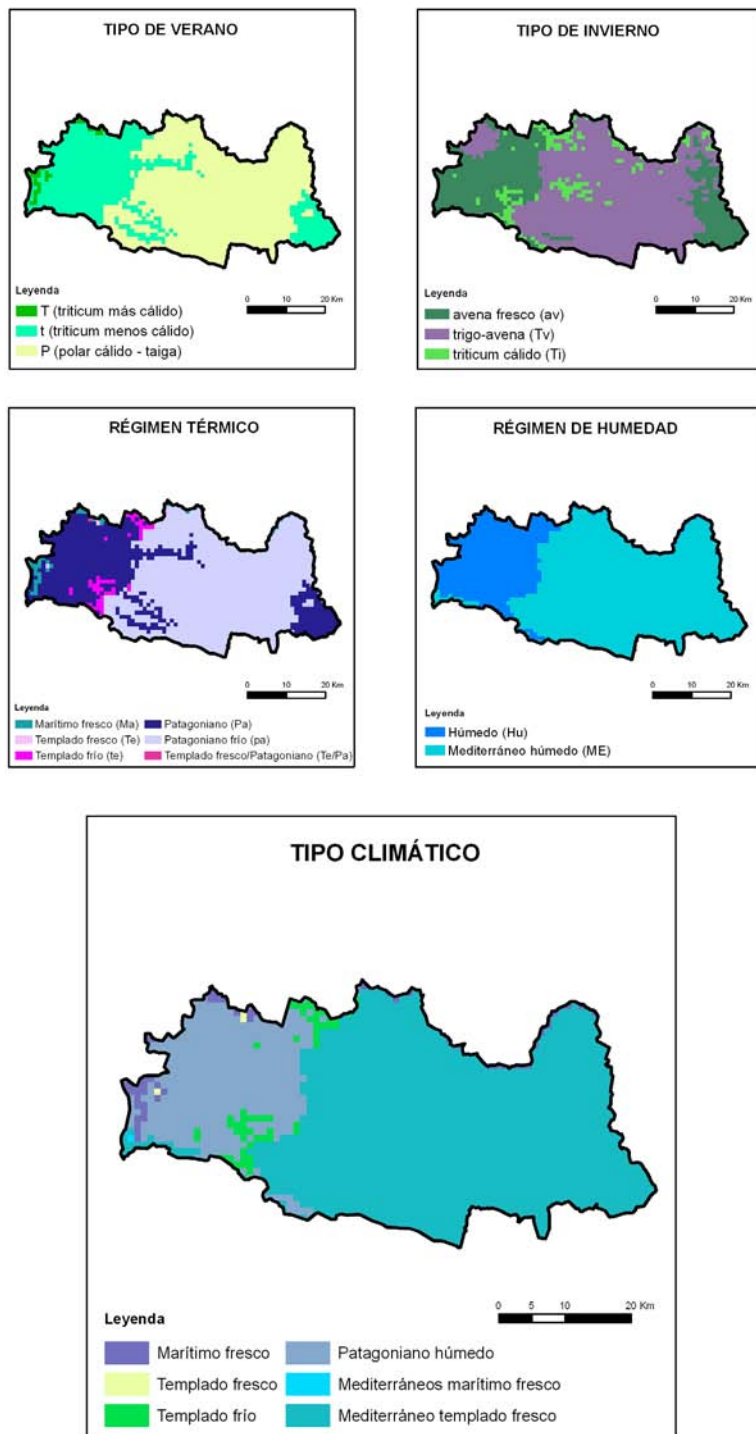 TIPO DE VERANO
Leyenda
0 10 20 Km
T (triticum más cálido)
t (triticum menos cálido)
P (polar cálido - taiga)
TIPO DE INVIERNO
Leyenda
0 10 20 Km
avena fresco (av)
trigo-avena (Tv)
triticum cálido (Ti)
RÉGIMEN TÉRMICO
0 10 20 Km
Leyenda
Marítimo fresco (Ma) Patagoniano (Pa)
Templado fresco (Te) Patagoniano frío (pa)
Templado frío (te) Templado fresco/Patagoniano (Te/Pa)
RÉGIMEN DE HUMEDAD
0 10 20 Km
Leyenda
Húmedo (Hu)
Mediterráneo húmedo (ME)
TIPO CLIMÁTICO
0 5 10 20 Km
Leyenda
Marítimo fresco Patagoniano húmedo
Templado fresco Mediterráneos marítimo fresco
Templado frío Mediterráneo templado fresco